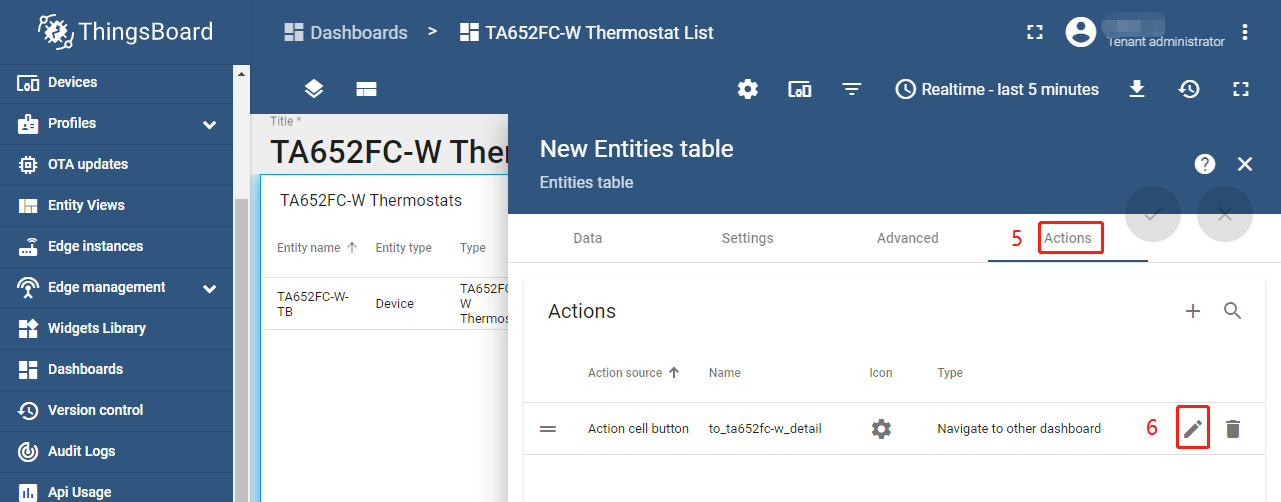 ThingsBoard
Dashboards > TA652FC-W Thermostat List
Tenant administrator
Devices
Profiles
OTA updates
Entity Views
Edge instances
Edge management
Widgets Library
Dashboards
Version control
Audit Logs
Api Usage
Realtime - last 5 minutes
Title *
TA652FC-W The
TA652FC-W Thermostats
Entity name Entity type Type
TA652FC-W-
TB
Device
TA652FC
W
Thermos
New Entities table
Entities table
Data Settings Advanced 5 Actions
Actions
Action source Name Icon Type
Action cell button to_ta652fc-w_detail Navigate to other dashboard 6